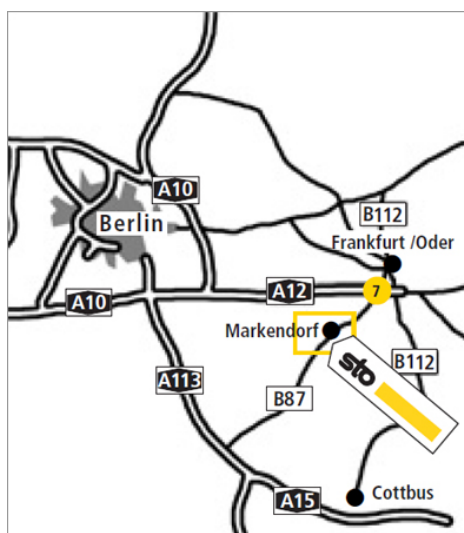 A10
Berlin
B112
Frankfurt /Oder
A10
A12
7
Markendorf
sto
B112
A113
B87
A15
Cottbus